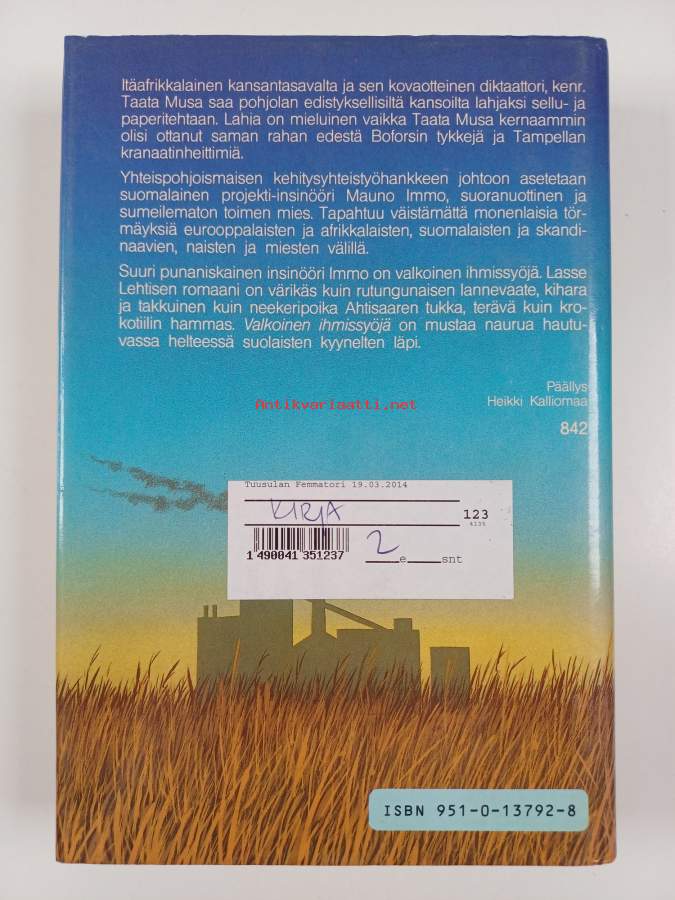 Itäafrikkalainen kansantasavalta ja sen kovaotteinen diktaattori, kenr.
Taata Musa saa pohjolan edistyksellisiltä kansoilta lahjaksi sellu- ja
paperitehtaan. Lahja on mieluinen vaikka Taata Musa kernaammin
olisi ottanut saman rahan edestä Boforsin tykkejä ja Tampellan
kranaatinheittimiä.
Yhteispohjoismaisen kehitysyhteistyöhankkeen johtoon asetetaan
suomalainen projekti-insinööri Mauno Immo, suoranuottinen ja
sumeilematon toimen mies. Tapahtuu väistämättä monenlaisia tör-
mäyksiä eurooppalaisten ja afrikkalaisten, suomalaisten ja skandi-
naavien, naisten ja miesten välillä.
Suuri punaniskainen insinööri Immo on valkoinen ihmissyöjä. Lasse
Lehtisen romaani on värikäs kuin rutungunaisen lannevaate, kihara
ja takkuinen kuin neekeripoika Ahtisaaren tukka, terävä kuin kro-
kotiilin hammas. Valkoinen ihmissyöjä on mustaa naurua hautu-
vassa helteessä suolaisten kyynelten läpi.
Päällys
Heikki Kalliomaa
Antikvariaatti.net
842
Tuusulan Femmatori 19.03.2014
KIRJA
123
4135
1 490041 351237
2 e snt
ISBN 951-0-13792-8